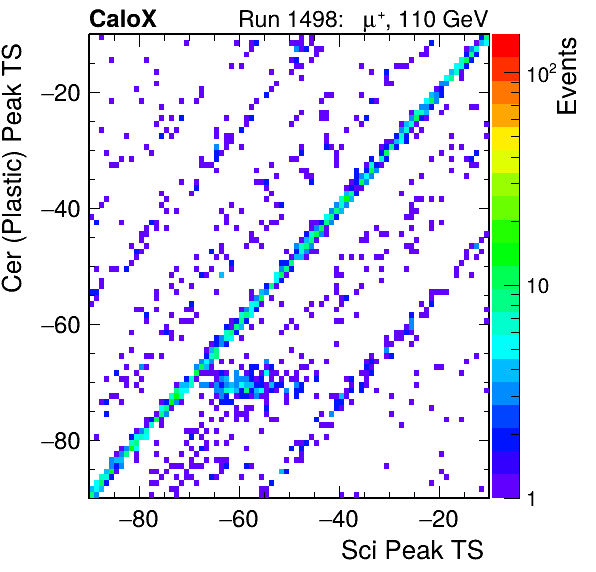 CaloX Run 1498: μ⁺, 110 GeV
Cer (Plastic) Peak TS
−20
−40
−60
−80
−80 −60 −40 −20
Sci Peak TS
Events
10²
10
1